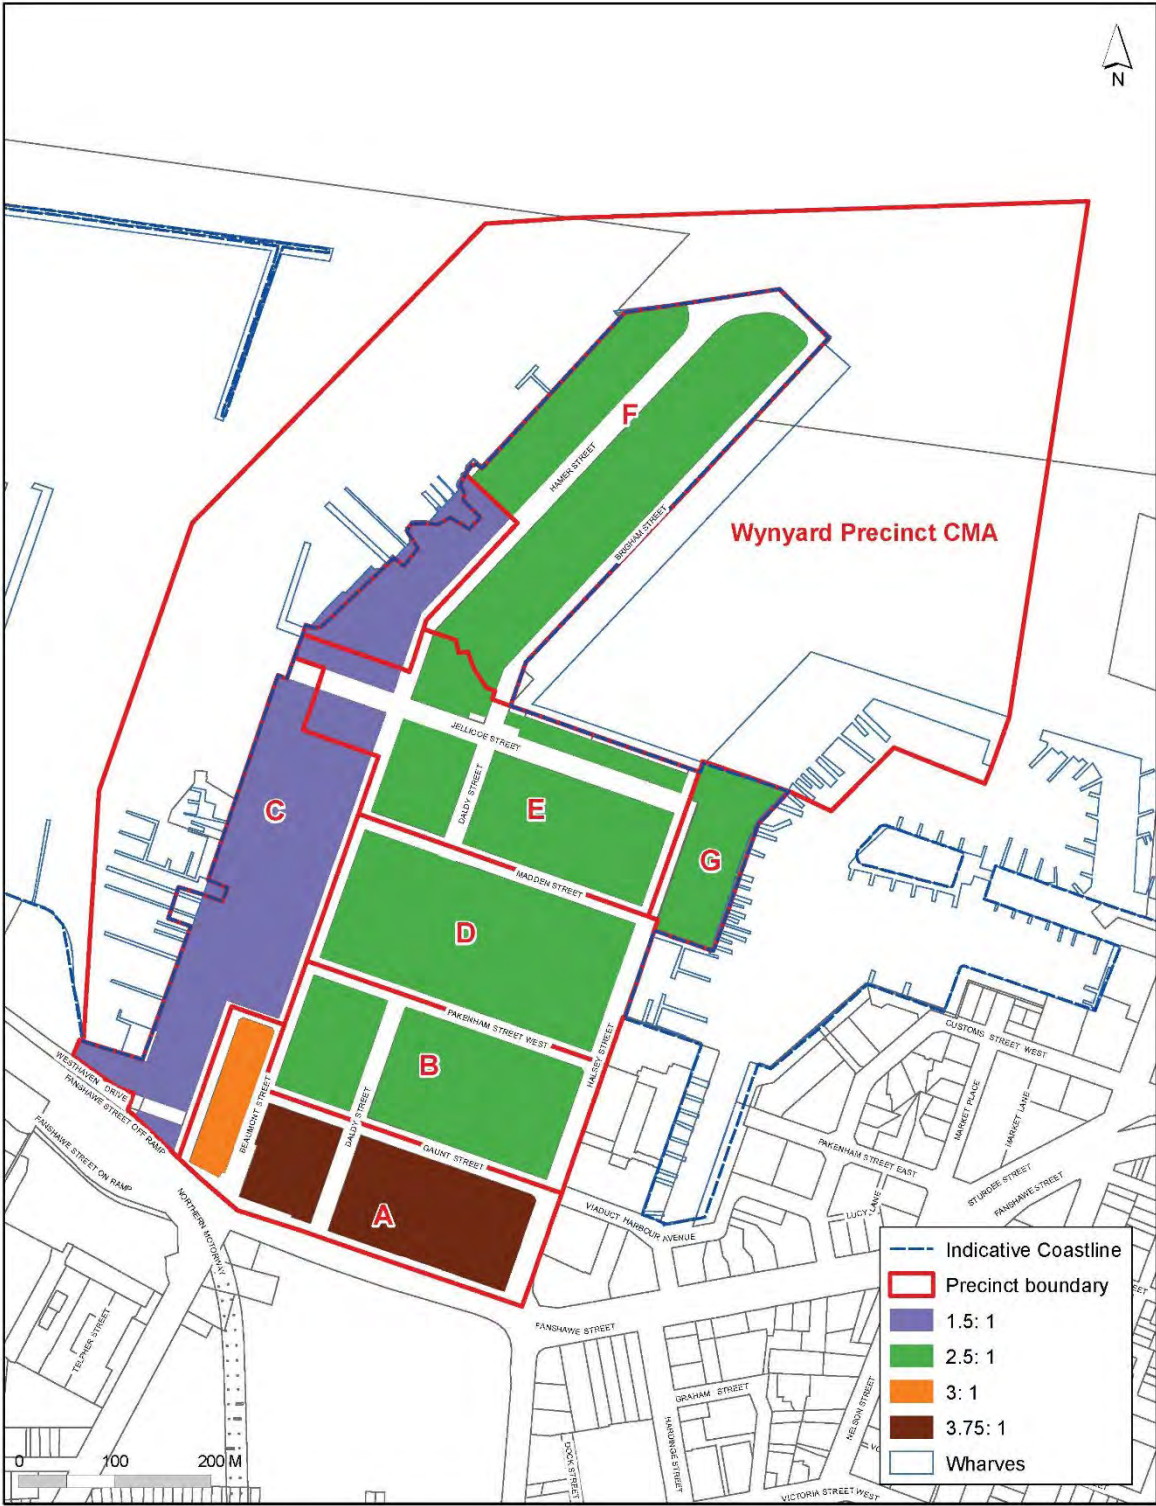 N
F
HAMER STREET
BRIGHAM STREET
Wynyard Precinct CMA
JELLICOE STREET
DALDY STREET
C
E
G
MADDEN STREET
D
PAKENHAM STREET WEST
HALSEY STREET
CUSTOMS STREET WEST
B
WESTHAVEN DRIVE
FANSHAWE STREET OFF RAMP
BEAUMONT STREET
DALDY STREET
GAUNT STREET
MARKET PLACE
MARKET LANE
FANSHAWE STREET ON RAMP
PAKENHAM STREET EAST
STURDEE STREET
FANSHAWE STREET
LUCY LANE
NORTHERN MOTORWAY
A
VIADUCT HARBOUR AVENUE
TELPHER STREET
FANSHAWE STREET
GRAHAM STREET
NELSON STREET
HARDINGE STREET
DOCK STREET
VICTORIA STREET WEST
Indicative Coastline
Precinct boundary
1.5: 1
2.5: 1
3: 1
3.75: 1
Wharves
0 100 200 M